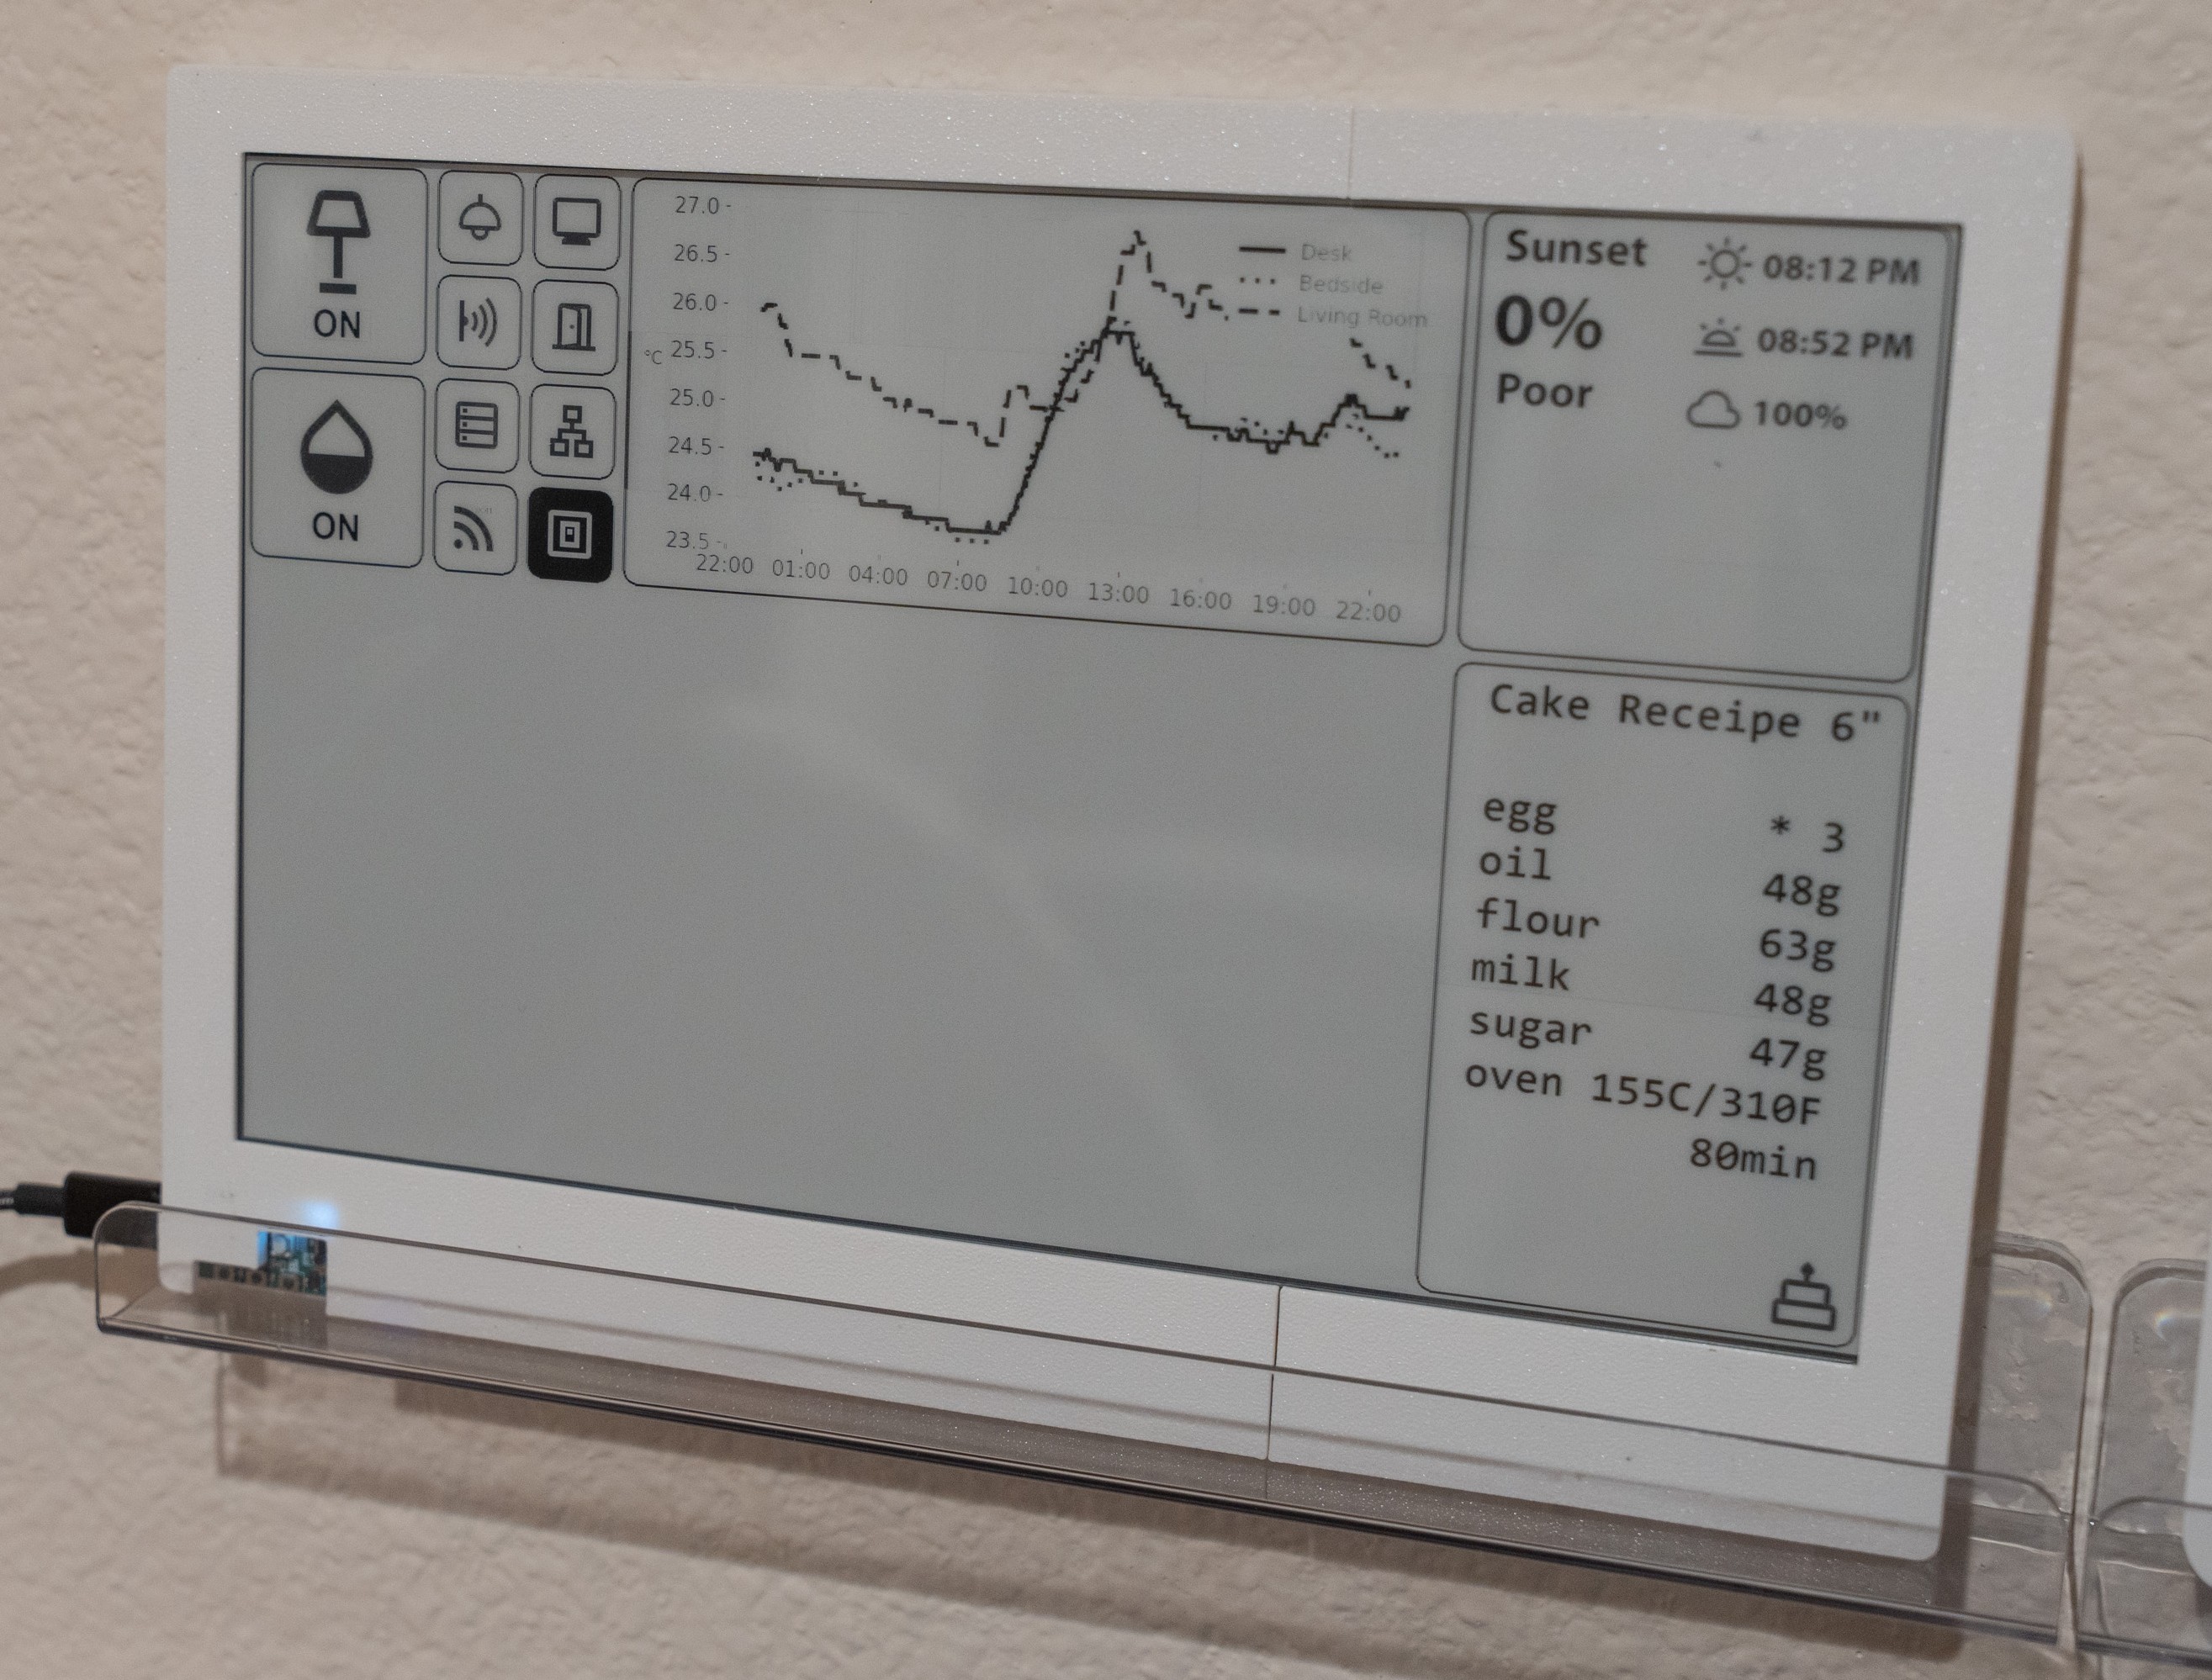 ON
ON
27.0
26.5
26.0
25.5
°C
25.0
24.5
24.0
23.5
22:00 01:00 04:00 07:00 10:00 13:00 16:00 19:00 22:00
Desk
Bedside
Living Room
Sunset 08:12 PM
0% 08:52 PM
Poor 100%
Cake Receipe 6"
egg * 3
oil 48g
flour 63g
milk 48g
sugar 47g
oven 155C/310F
80min